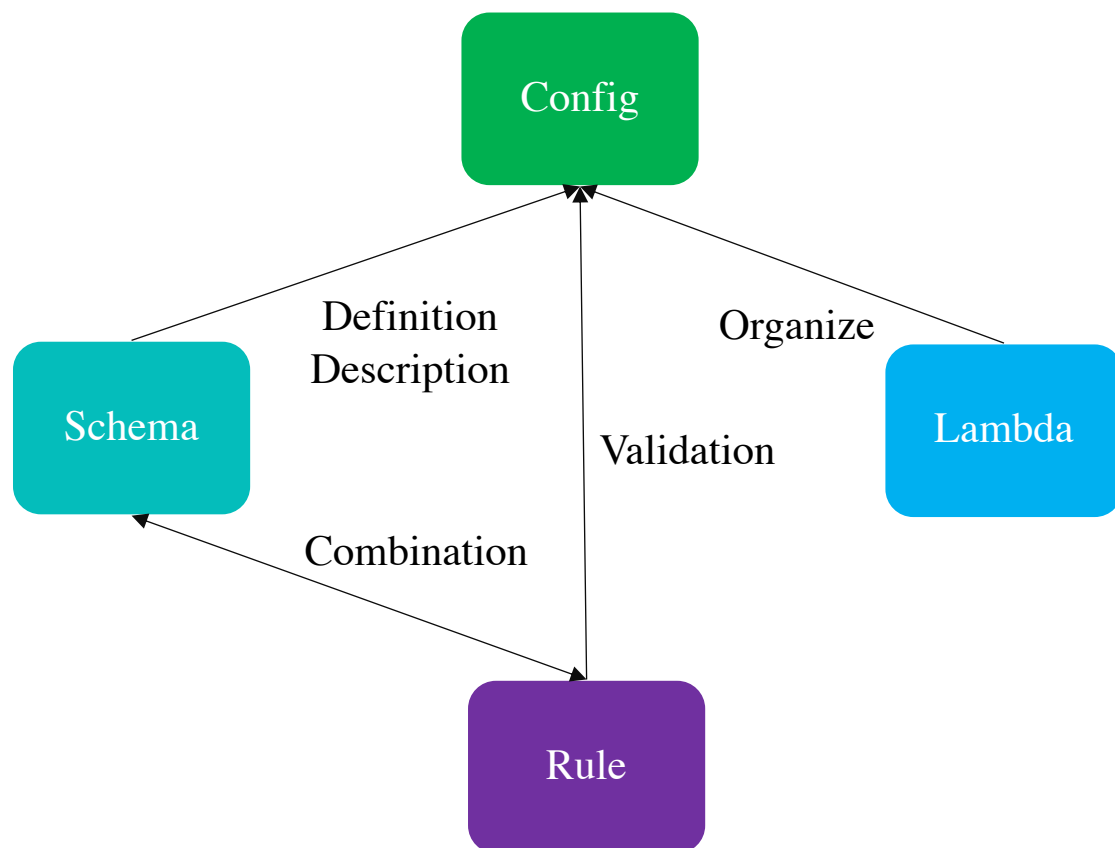 Config
Definition
Description
Organize
Schema
Lambda
Validation
Combination
Rule